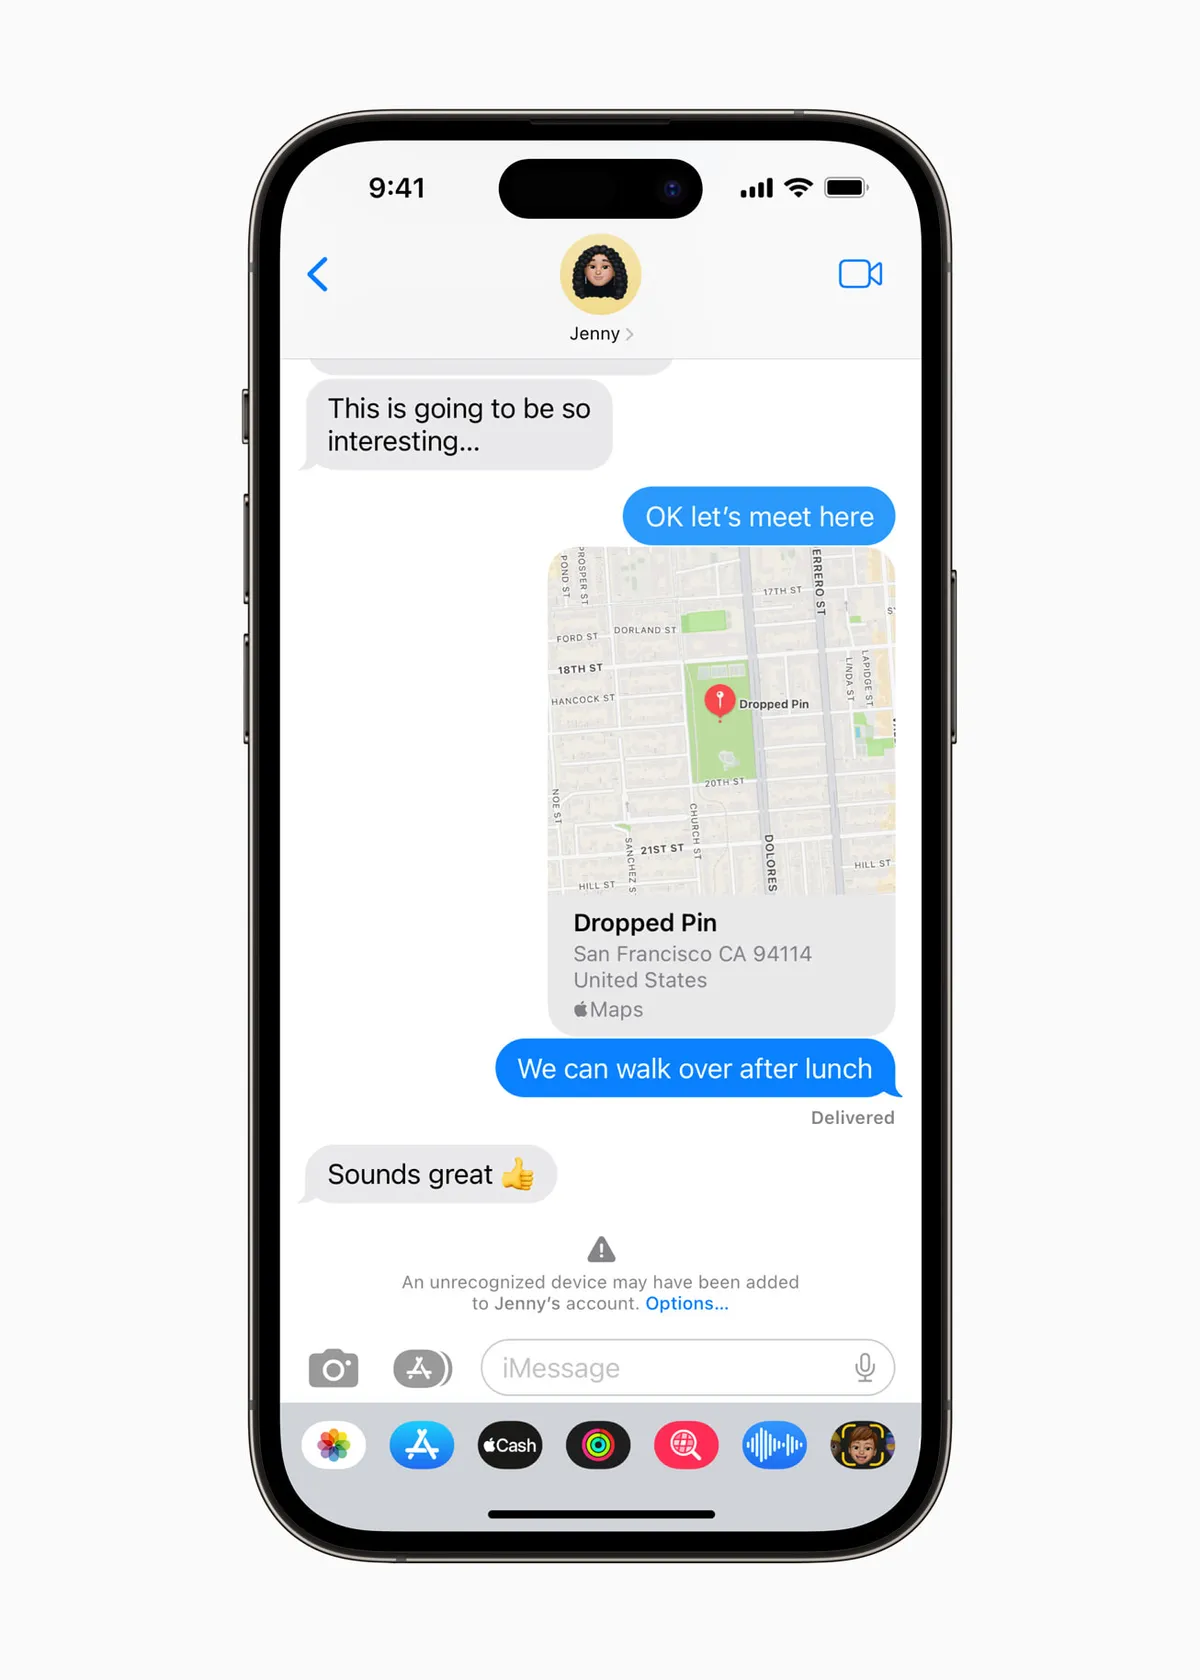 9:41
Jenny
This is going to be so
interesting...
OK let's meet here
POND ST
PROSPER ST
17TH ST
ERRERO ST
FORD ST
DORLAND ST
18TH ST
HANCOCK ST
LINDA ST
LAPIDGE ST
Dropped Pin
20TH ST
NOE ST
CHURCH ST
SANCHEZ S
21ST ST
DOLORES
HILL ST
HILL ST
Dropped Pin
San Francisco CA 94114
United States
Maps
We can walk over after lunch
Delivered
Sounds great 👍
An unrecognized device may have been added
to Jenny's account. Options...
iMessage
Cash